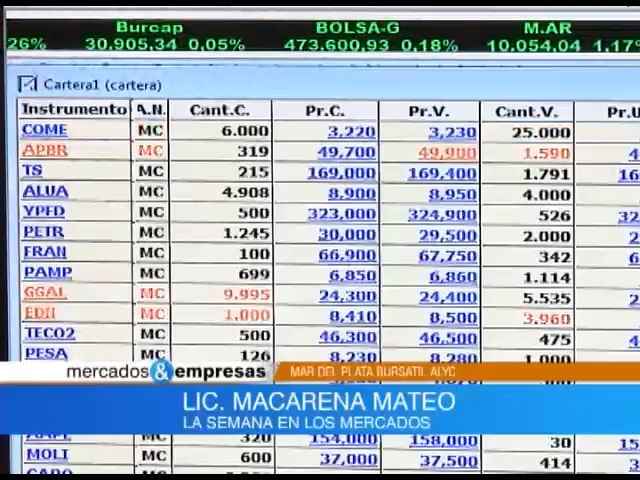 Burcap BOLSA-G M.AR
26% 30.905,34 0,05% 473.600,93 0,18% 10.054,04
Cartera1 (cartera)
Instrumento A.N. Cant.C. Pr.C. Pr.V. Cant.V.
COME MC 6.000 3,220 3,230 25.000
APBR MC 319 49,700 49,900 1.590
TS MC 215 169,000 169,400 1.791
ALUA MC 4.908 8,900 8,950 4.000
YPFD MC 500 323,000 324,900 526
PETR MC 1.245 30,000 29,500 2.000
FRAN MC 100 66,900 67,750 342
PAMP MC 699 6,850 6,860 1.114
GGAL MC 9.995 24,300 24,400 5.535
EDN MC 1.000 8,410 8,500 3.960
TECO2 MC 500 46,300 46,500 475
PESA MC 126 8,230 8,280 1.000
mercados&empresas MAR DEL PLATA BURSATIL ALYC
LIC. MACARENA MATEO
LA SEMANA EN LOS MERCADOS
MC 320 154,000 158,000 30
MOLI MC 600 37,000 37,500 414